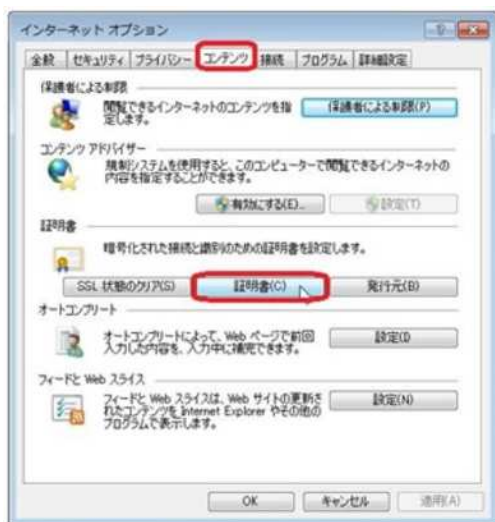 インターネット オプション
全般 セキュリティ プライバシー コンテンツ 接続 プログラム 詳細設定
保護者による制限
閲覧できるインターネットのコンテンツを指定します。
保護者による制限(P)
コンテンツ アドバイザー
規制システムを使用すると、このコンピューターで閲覧できるインターネットの
内容を指定することができます。
有効にする(E)... 設定(T)
証明書
暗号化された接続と識別のための証明書を設定します。
SSL 状態のクリア(S) 証明書(C) 発行元(B)
オートコンプリート
オートコンプリートによって、Web ページで前回
入力した内容を、入力中に補完できます。
設定(I)
フィードと Web スライス
フィードと Web スライスは、Web サイトの更新さ
れたコンテンツを Internet Explorer やその他の
プログラムで表示します。
設定(N)
OK キャンセル 適用(A)